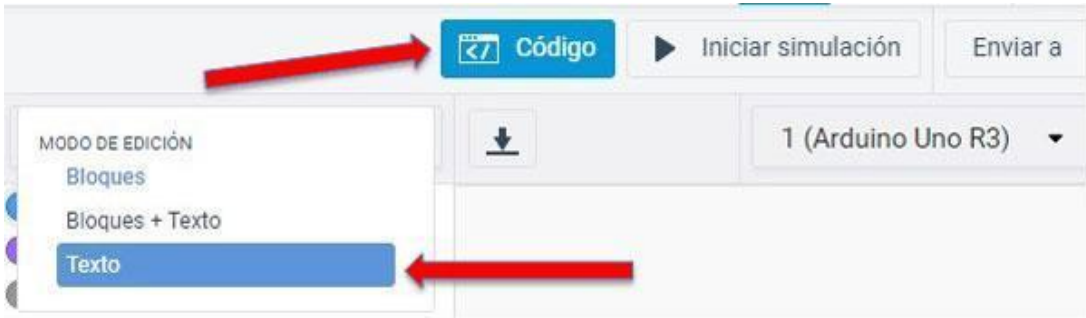 </> Código
Iniciar simulación
Enviar a
MODO DE EDICIÓN
1 (Arduino Uno R3)
Bloques
Bloques + Texto
Texto